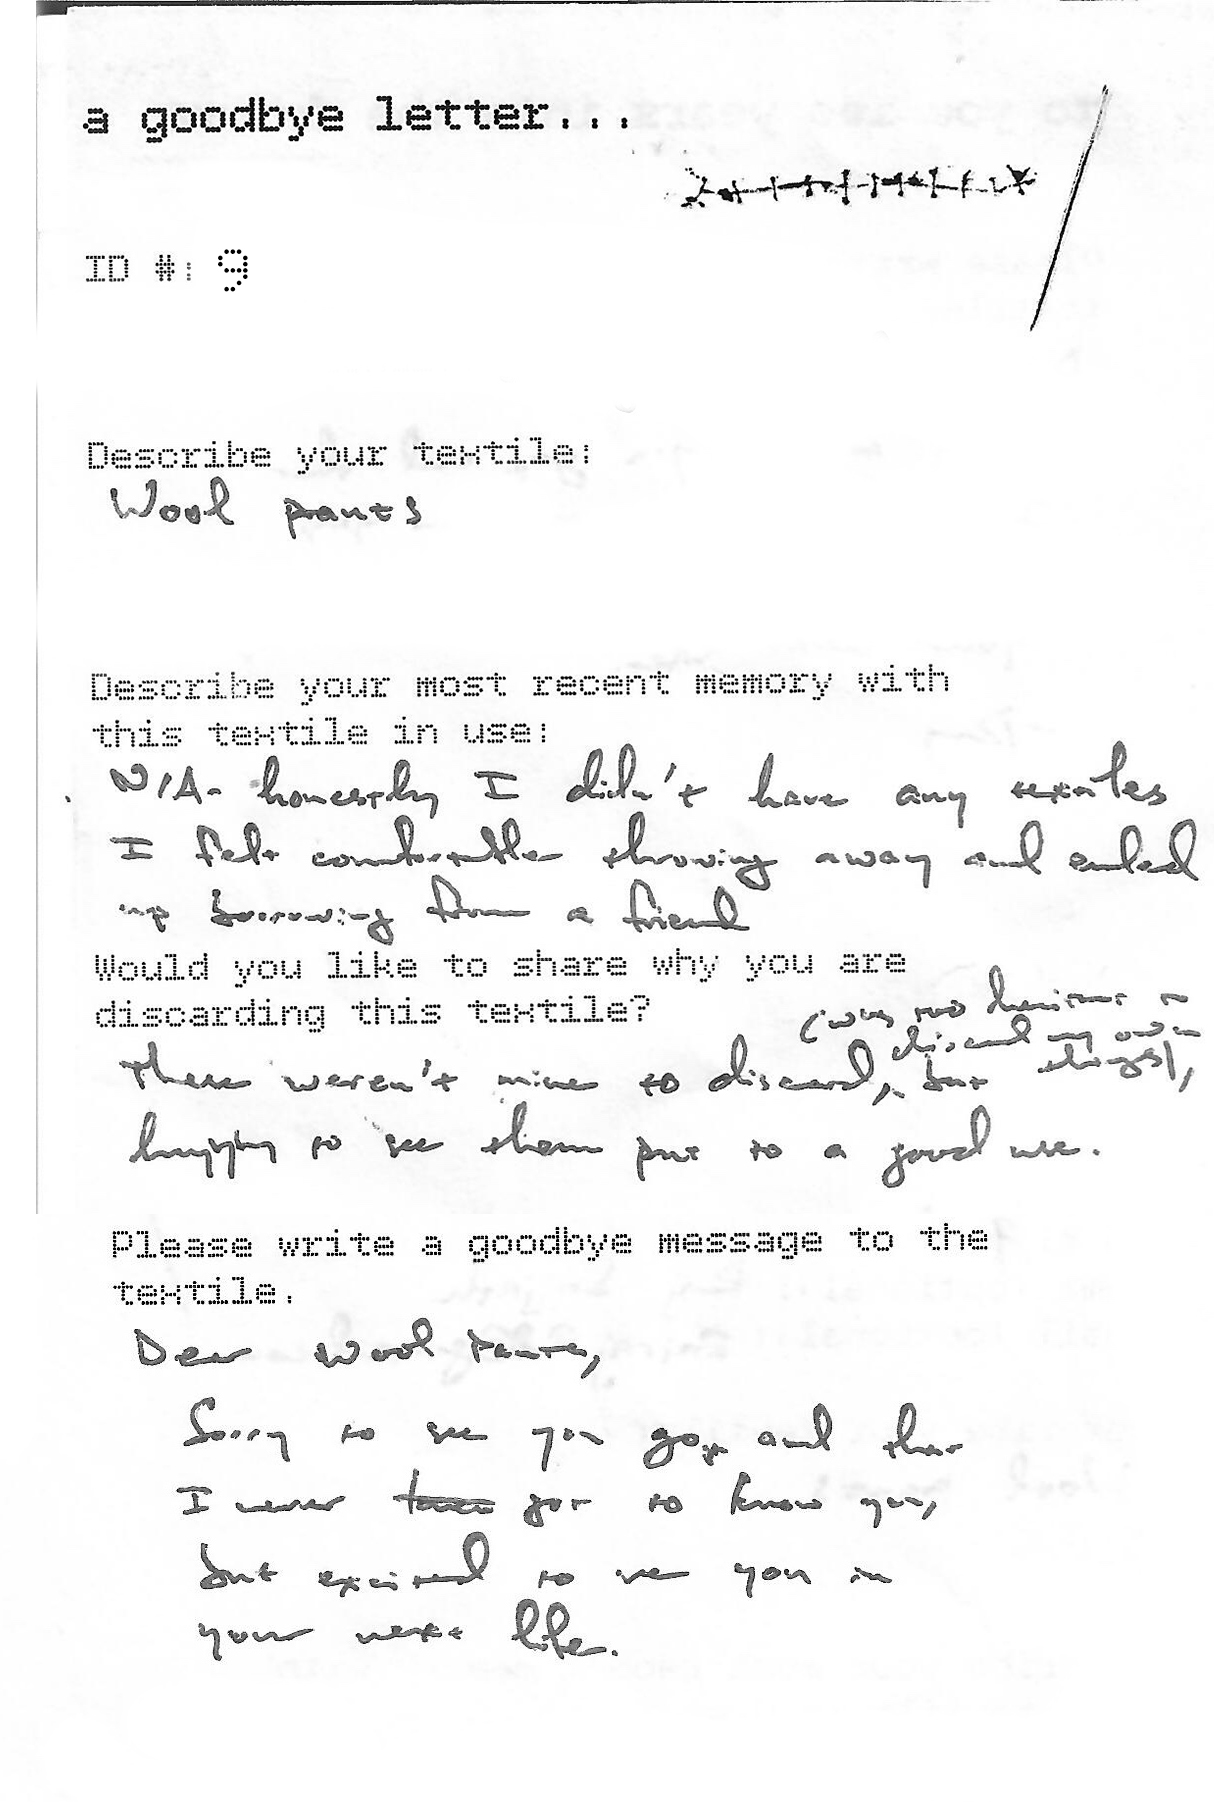 a goodbye letter...
ID #: 9
Describe your textile:
Wool pants
Describe your most recent memory with
this textile in use:
N/A- honestly I didn't have any textiles
I felt comfortable throwing away and ended
up borrowing from a friend
Would you like to share why you are
discarding this textile?
(was too hesitant to
discard my own
things),
These weren't mine to discard, but
happy to see them put to a good use.
Please write a goodbye message to the
textile.
Dear Wool Pants,
Sorry to see you go, and that
I never got to know you,
but excited to see you in
your next life.